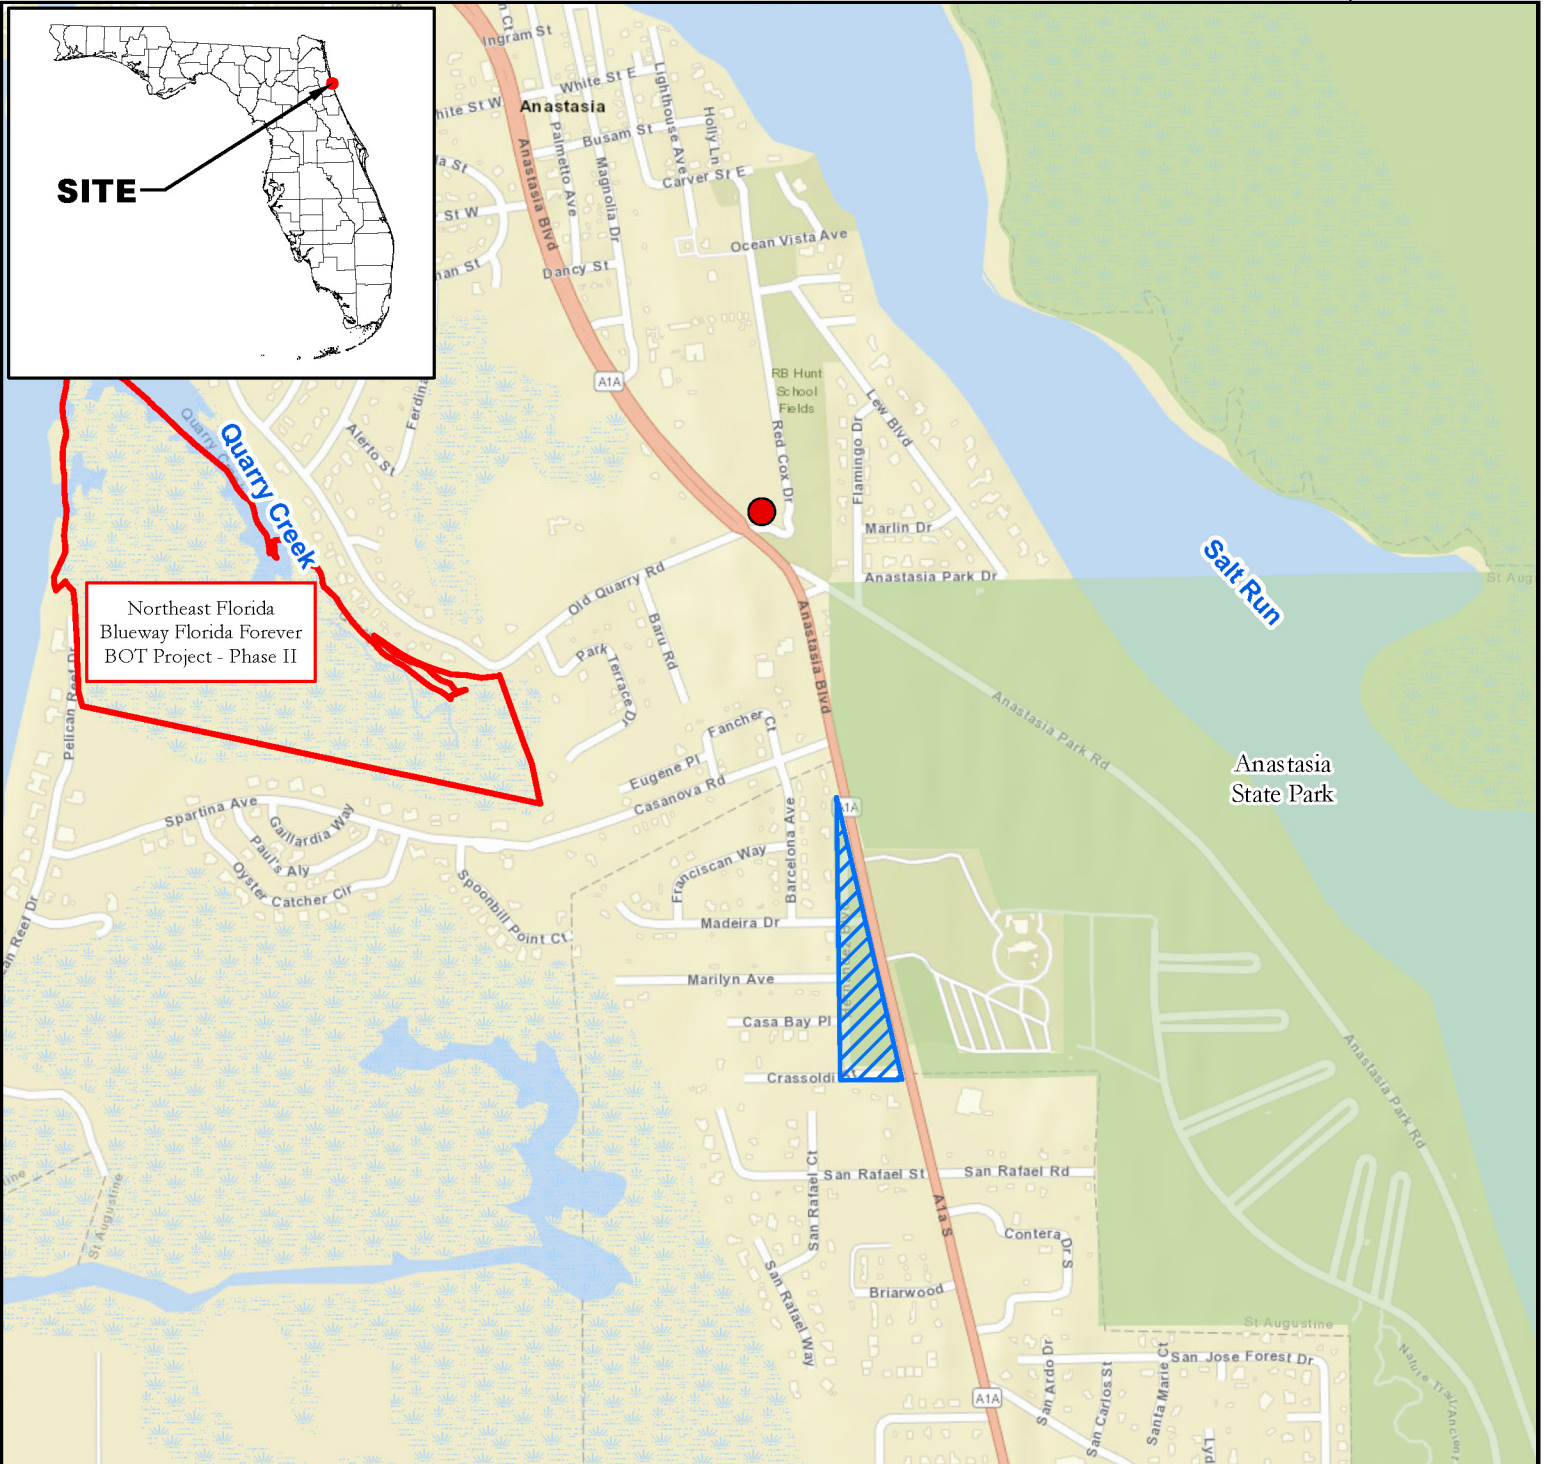 SITE
Ingram St
White St E
Anastasia
Lighthouse Ave
Holly Ln
Palmetto Ave
Busam St
Magnolia Dr
Carver St E
Anastasia Blvd
St W
Ocean Vista Ave
Dancy St
A1A
RB Hunt
School
Fields
Lew Blvd
Flamingo Dr
Red Cox Dr
Alerto St
Quarry Creek
Marlin Dr
Anastasia Park Dr
Salt Run
Old Quarry Rd
Northeast Florida
Blueway Florida Forever
BOT Project - Phase II
Baru Rd
Park Terrace Dr
Anastasia Blvd
Pelican Reef Dr
Anastasia Park Rd
Fancher Ct
Eugene Pl
Casanova Rd
Anastasia
State Park
A1A
Spartina Ave
Gaillardia Way
Paul's Aly
Oyster Catcher Cir
Spoonbill Point Ct
Franciscan Way
Barcelona Ave
Madeira Dr
Marilyn Ave
Casa Bay Pl
Crassoldi
Anastasia Park Rd
San Rafael St
San Rafael Rd
San Rafael Ct
A1a S
St Augustine
Contera Dr S
San Rafael Way
Briarwood
St Augustine
San Jose Forest Dr
San Ardo Dr
San Carlos St
Santa Marie Ct
A1A